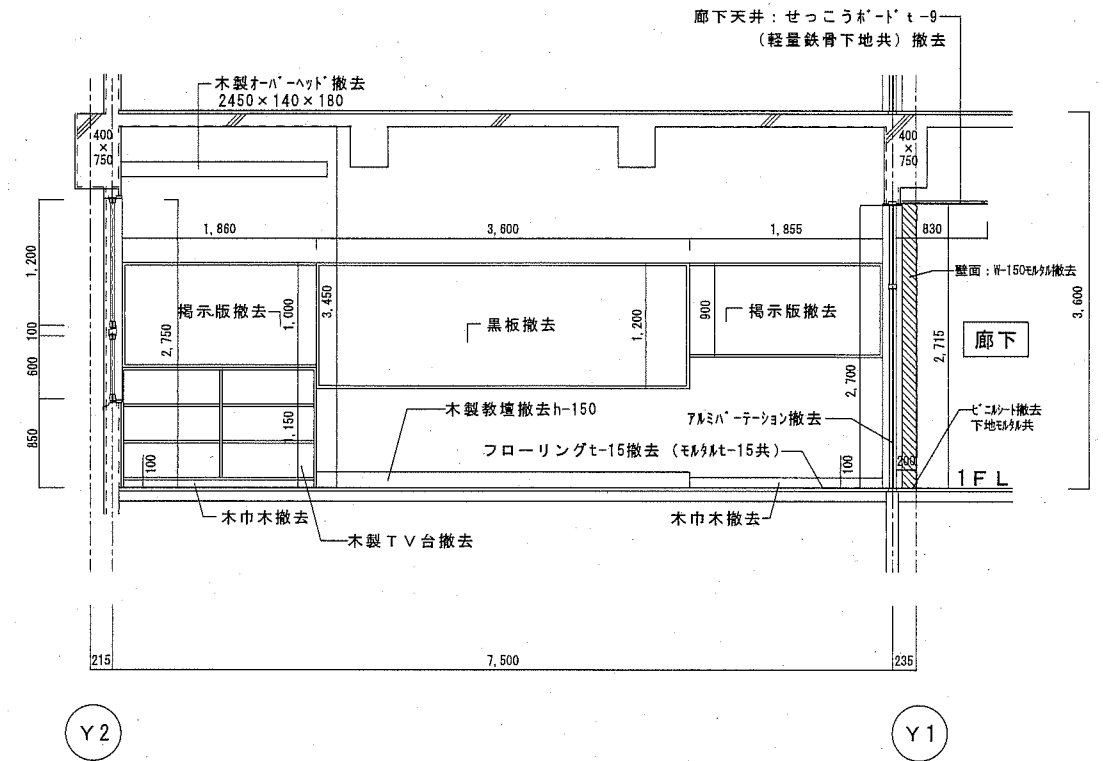 廊下天井：せっこうボードt-9
（軽量鉄骨下地共）撤去
木製オーバーヘッド撤去
2450×140×180
400
×
750
400
×
750
1,860
3,600
1,855
830
1,200
100
600
850
掲示版撤去
1,000
3,450
2,750
黒板撤去
1,200
900
掲示版撤去
壁面：W-150モルタル撤去
3,600
廊下
2,715
2,700
木製教壇撤去h-150
アルミパーテーション撤去
ビニルシート撤去
下地モルタル共
フローリングt-15撤去（モルタルt-15共）
1,150
100
100
200
1FL
木巾木撤去
木巾木撤去
木製TV台撤去
215
7,500
235
Y2
Y1